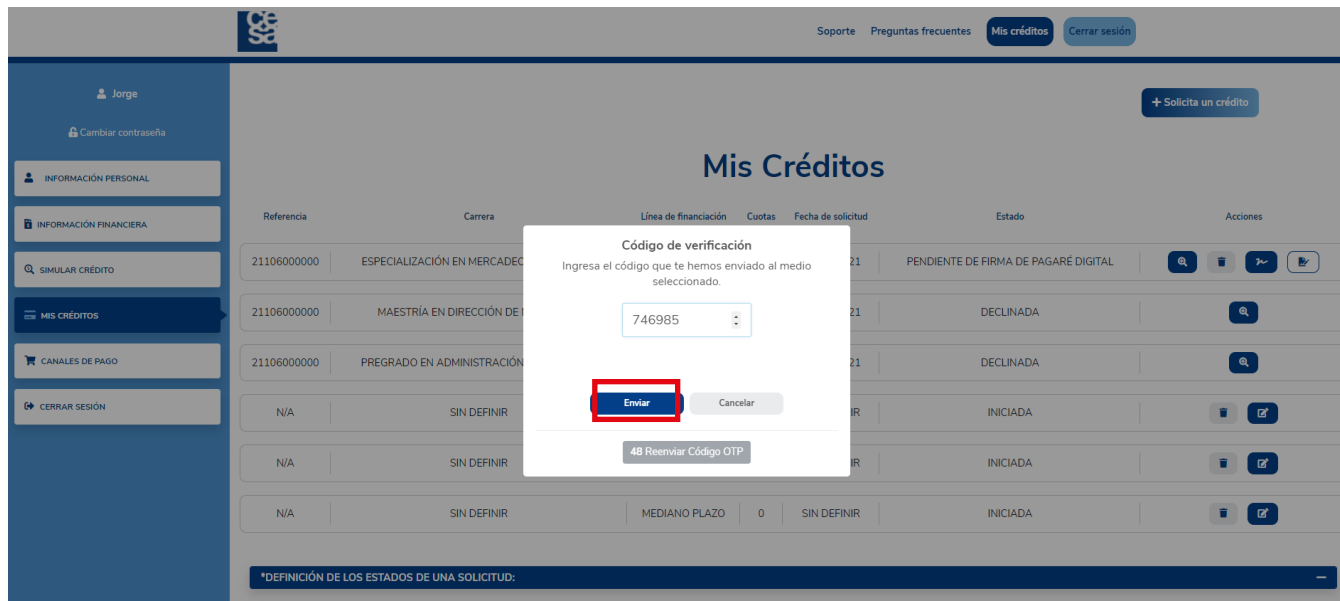 cesa
Soporte Preguntas frecuentes Mis créditos Cerrar sesión
Jorge
Cambiar contraseña
INFORMACIÓN PERSONAL
INFORMACIÓN FINANCIERA
SIMULAR CRÉDITO
MIS CRÉDITOS
CANALES DE PAGO
CERRAR SESIÓN
+ Solicita un crédito
Mis Créditos
Referencia Carrera Línea de financiación Cuotas Fecha de solicitud Estado Acciones
21106000000 ESPECIALIZACIÓN EN MERCADEO 21 PENDIENTE DE FIRMA DE PAGARÉ DIGITAL
21106000000 MAESTRÍA EN DIRECCIÓN DE 21 DECLINADA
21106000000 PREGRADO EN ADMINISTRACIÓN 21 DECLINADA
N/A SIN DEFINIR IR INICIADA
N/A SIN DEFINIR IR INICIADA
N/A SIN DEFINIR MEDIANO PLAZO 0 SIN DEFINIR INICIADA
Código de verificación
Ingresa el código que te hemos enviado al medio
seleccionado.
746985
Enviar Cancelar
48 Reenviar Código OTP
*DEFINICIÓN DE LOS ESTADOS DE UNA SOLICITUD: